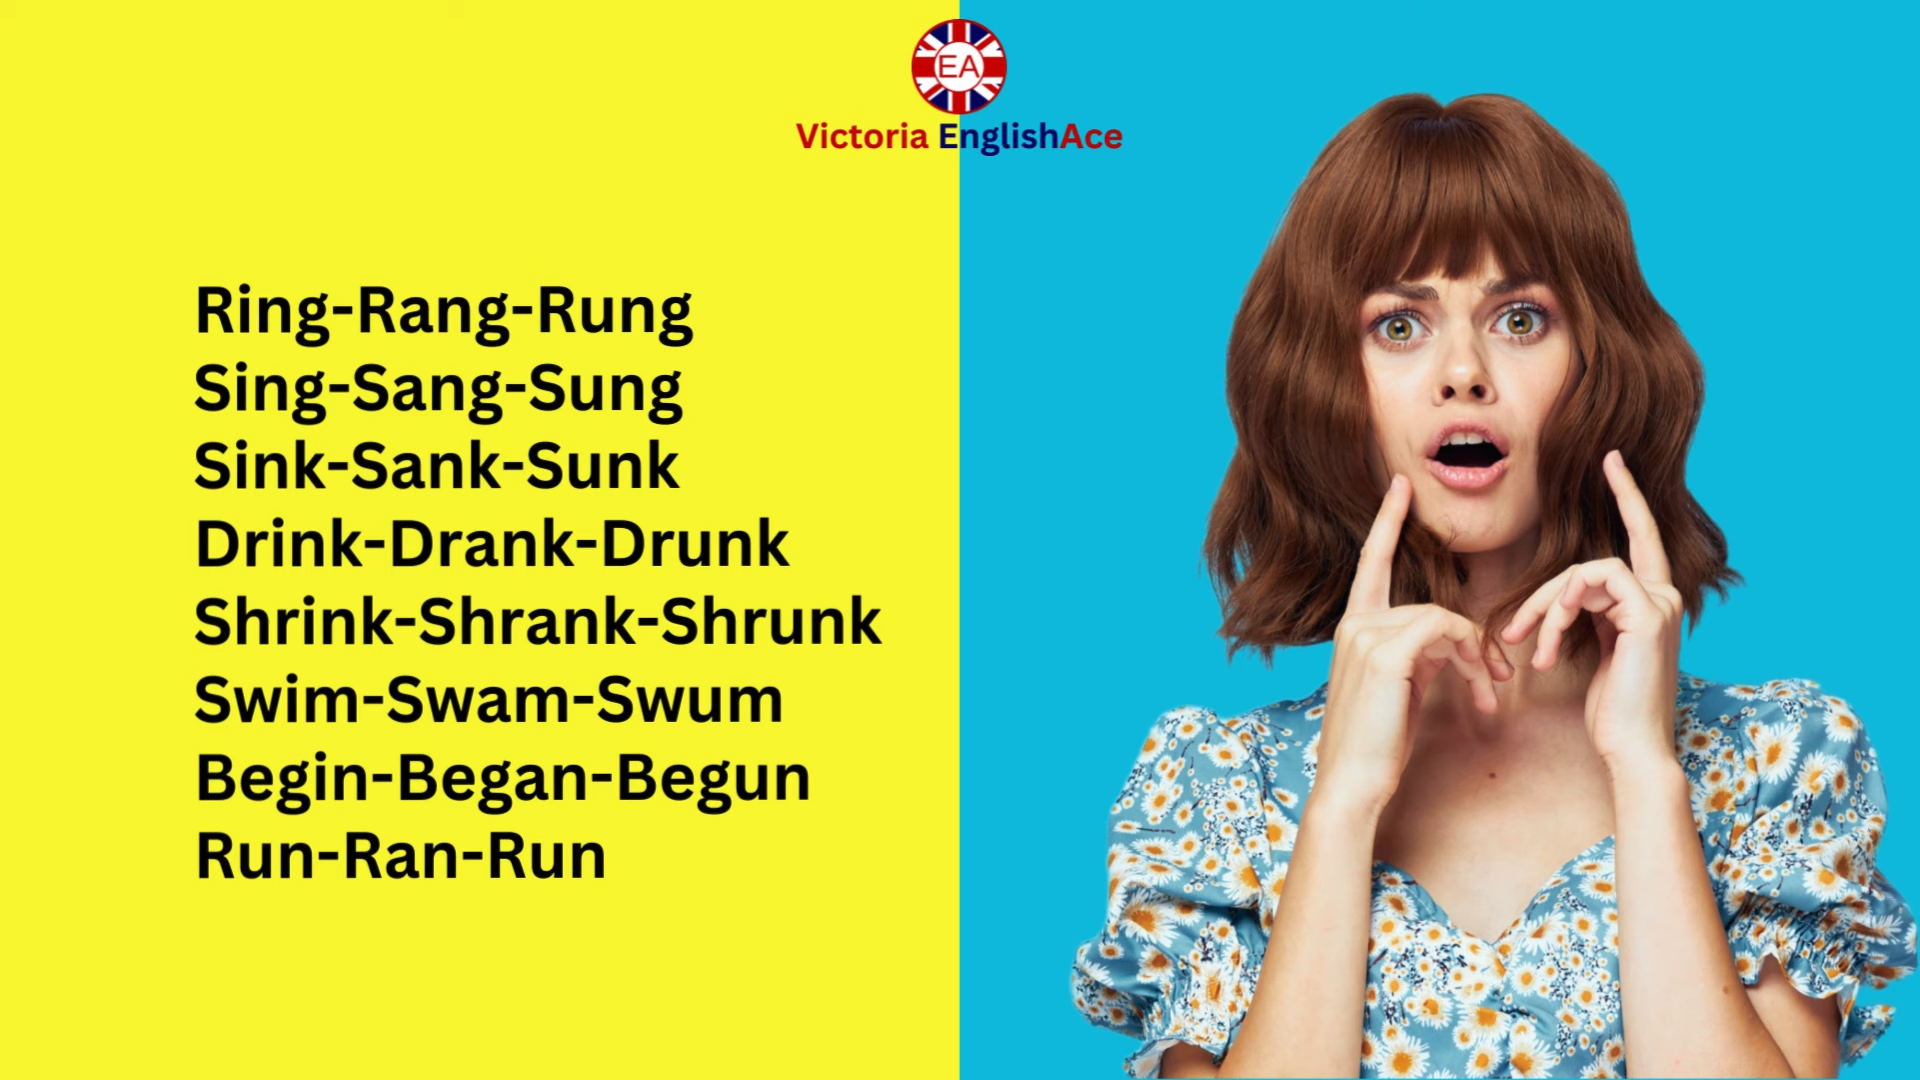 EA
Victoria EnglishAce
Ring-Rang-Rung
Sing-Sang-Sung
Sink-Sank-Sunk
Drink-Drank-Drunk
Shrink-Shrank-Shrunk
Swim-Swam-Swum
Begin-Began-Begun
Run-Ran-Run